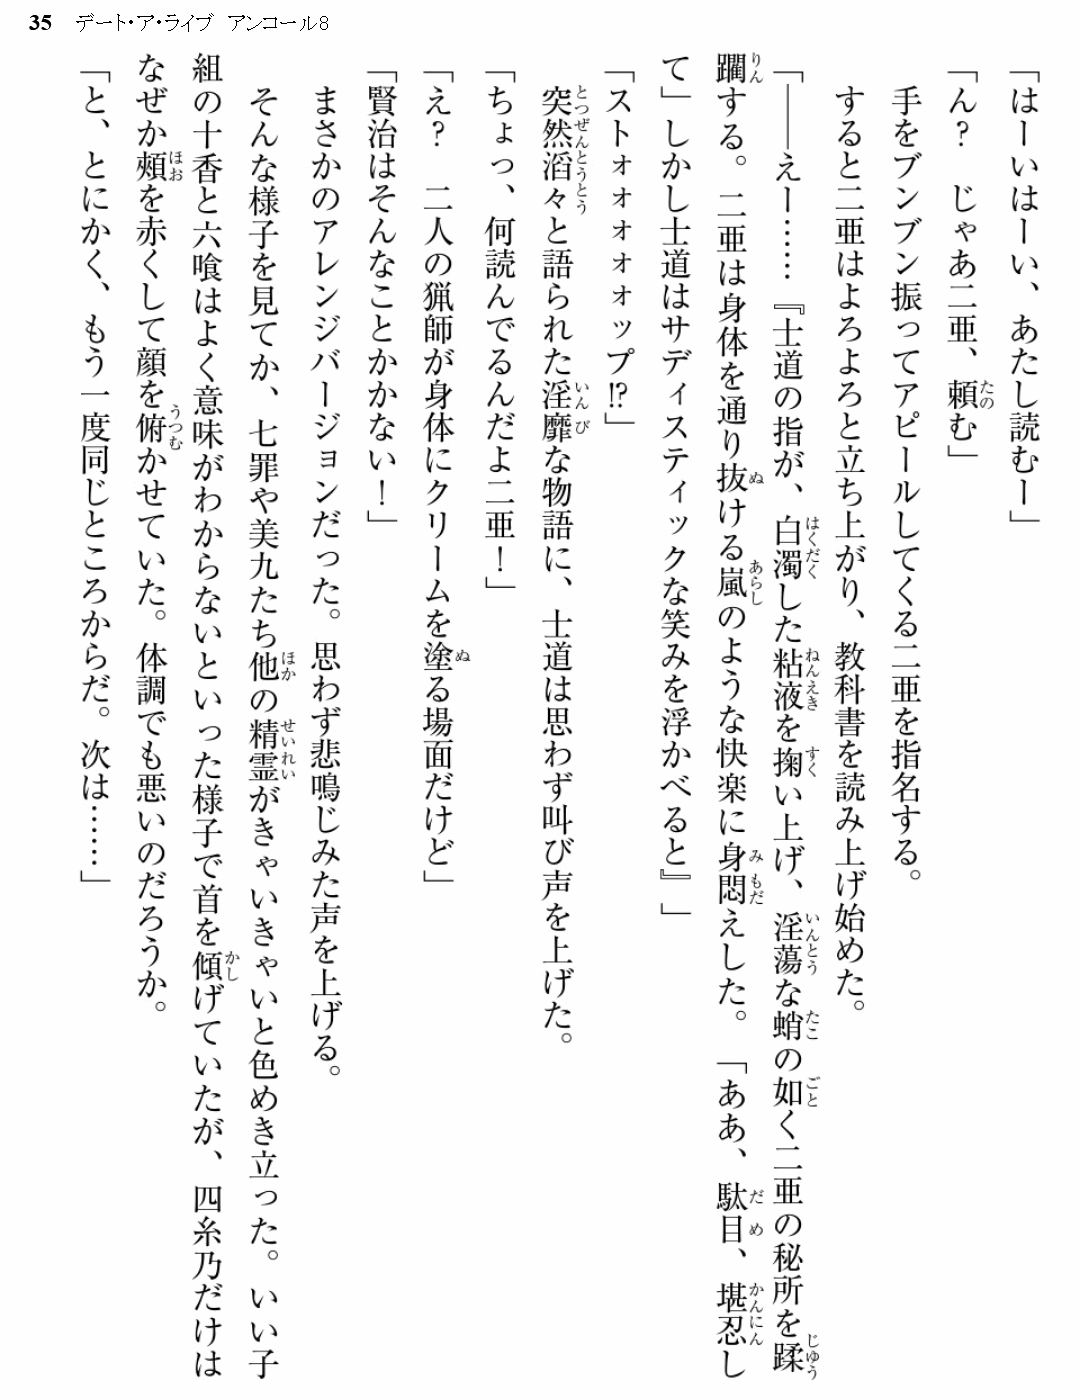 35 デート・ア・ライブ アンコール8
「はーいはーい、あたし読むー」
「ん？　じゃあ二亜、頼む」
　手をブンブン振ってアピールしてくる二亜を指名する。
　すると二亜はよろよろと立ち上がり、教科書を読み上げ始めた。
「――えー……『士道の指が、白濁した粘液を掬い上げ、淫蕩な蛸の如く二亜の秘所を蹂
躙する。二亜は身体を通り抜ける嵐のような快楽に身悶えした。「ああ、駄目、堪忍し
て」しかし士道はサディスティックな笑みを浮かべると』」
「ストォォォォォップ!?」
　突然滔々と語られた淫靡な物語に、士道は思わず叫び声を上げた。
「ちょっ、何読んでるんだよ二亜！」
「え？　二人の猟師が身体にクリームを塗る場面だけど」
「賢治はそんなことかかない！」
　まさかのアレンジバージョンだった。思わず悲鳴じみた声を上げる。
　そんな様子を見てか、七罪や美九たち他の精霊がきゃいきゃいと色めき立った。いい子
組の十香と六喰はよく意味がわからないといった様子で首を傾げていたが、四糸乃だけは
なぜか頰を赤くして顔を俯かせていた。体調でも悪いのだろうか。
「と、とにかく、もう一度同じところからだ。次は……」